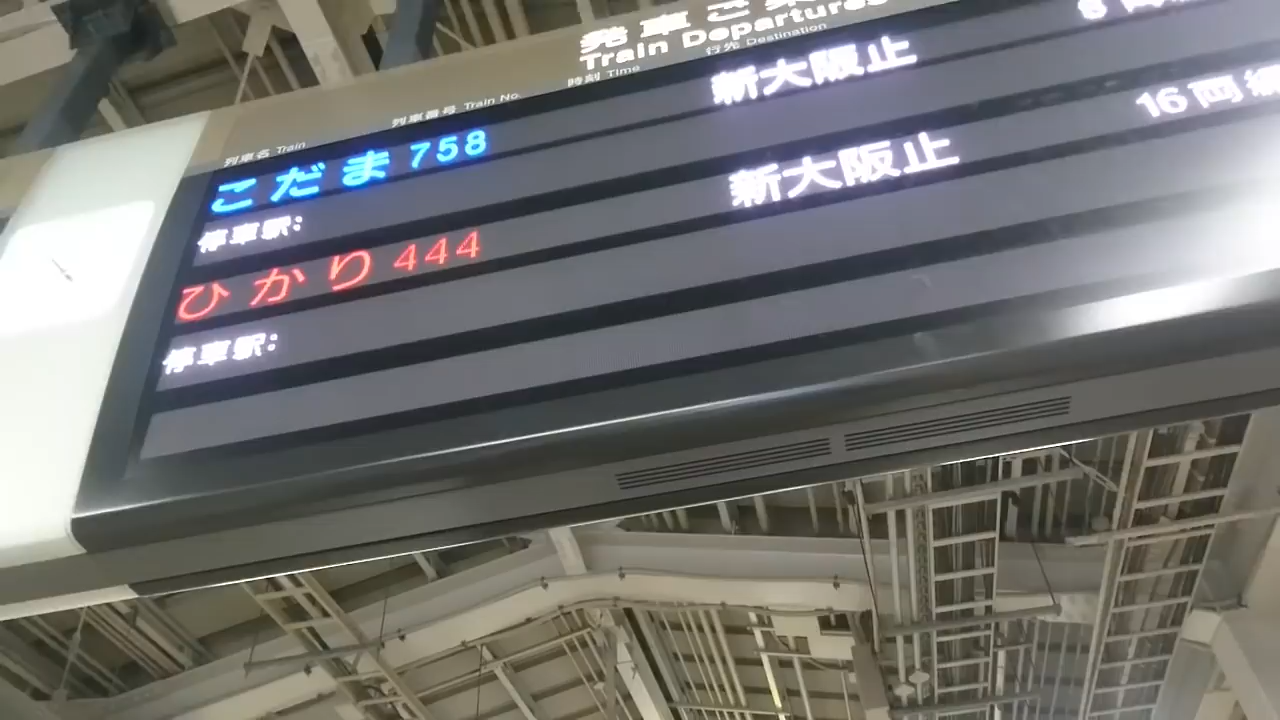 発車ご案
Train Departures
列車名 Train 列車番号 Train No. 時刻 Time 行先 Destination
こだま 758 新大阪止 8両
停車駅:
ひかり 444 新大阪止 16両編
停車駅: